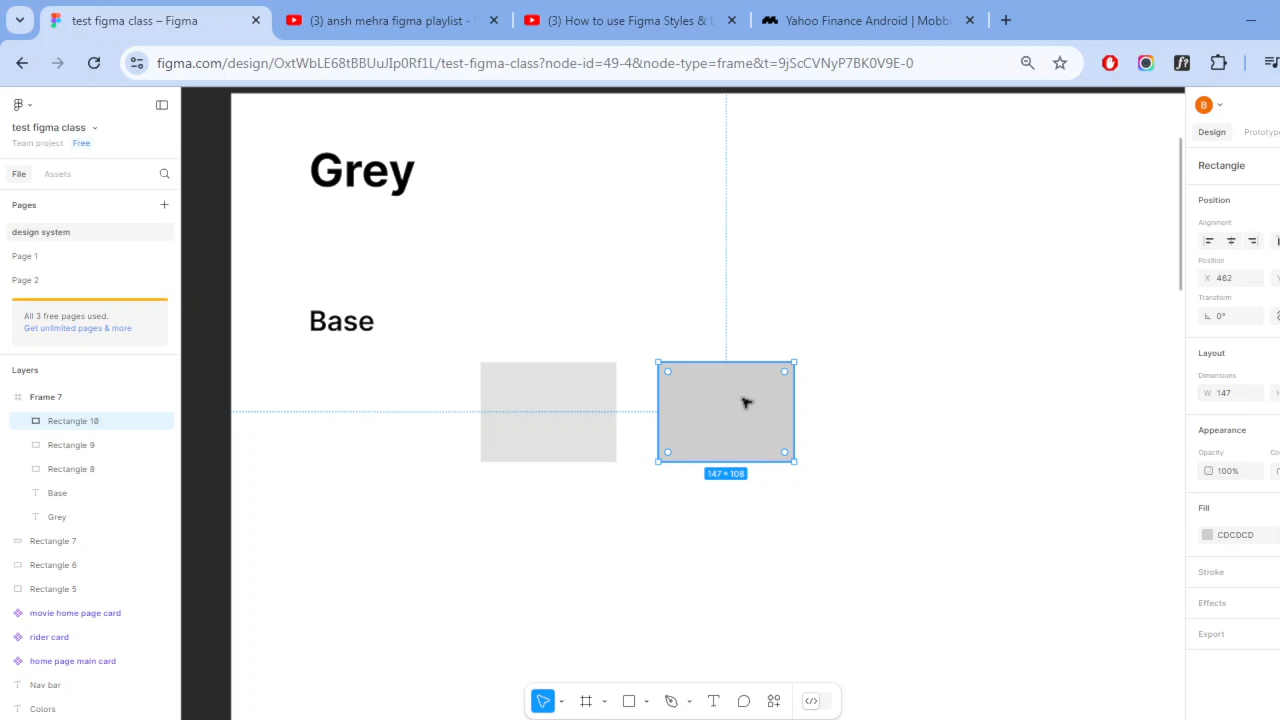 test figma class – Figma
(3) ansh mehra figma playlist -
(3) How to use Figma Styles &
Yahoo Finance Android | Mobb
figma.com/design/OxtWbLE68tBBUuJIp0Rf1L/test-figma-class?node-id=49-4&node-type=frame&t=9jScCVNyP7BK0V9E-0
f?
test figma class
Team project Free
File Assets
Pages
design system
Page 1
Page 2
All 3 free pages used.
Get unlimited pages & more
Layers
Frame 7
Rectangle 10
Rectangle 9
Rectangle 8
Base
Grey
Rectangle 7
Rectangle 6
Rectangle 5
movie home page card
rider card
home page main card
Nav bar
Colors
Grey
Base
147 × 108
B
Design Prototype
Rectangle
Position
Alignment
Position
X 462
Transform
0°
Layout
Dimensions
W 147
Appearance
Opacity
100%
Fill
CDCDCD
Stroke
Effects
Export